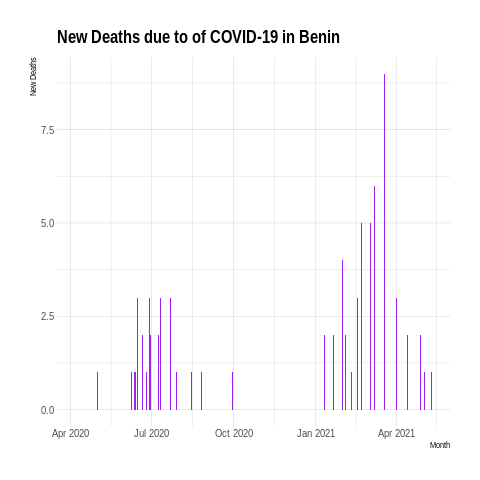 New Deaths due to of COVID-19 in Benin
New Deaths
7.5
5.0
2.5
0.0
Apr 2020 Jul 2020 Oct 2020 Jan 2021 Apr 2021
Month